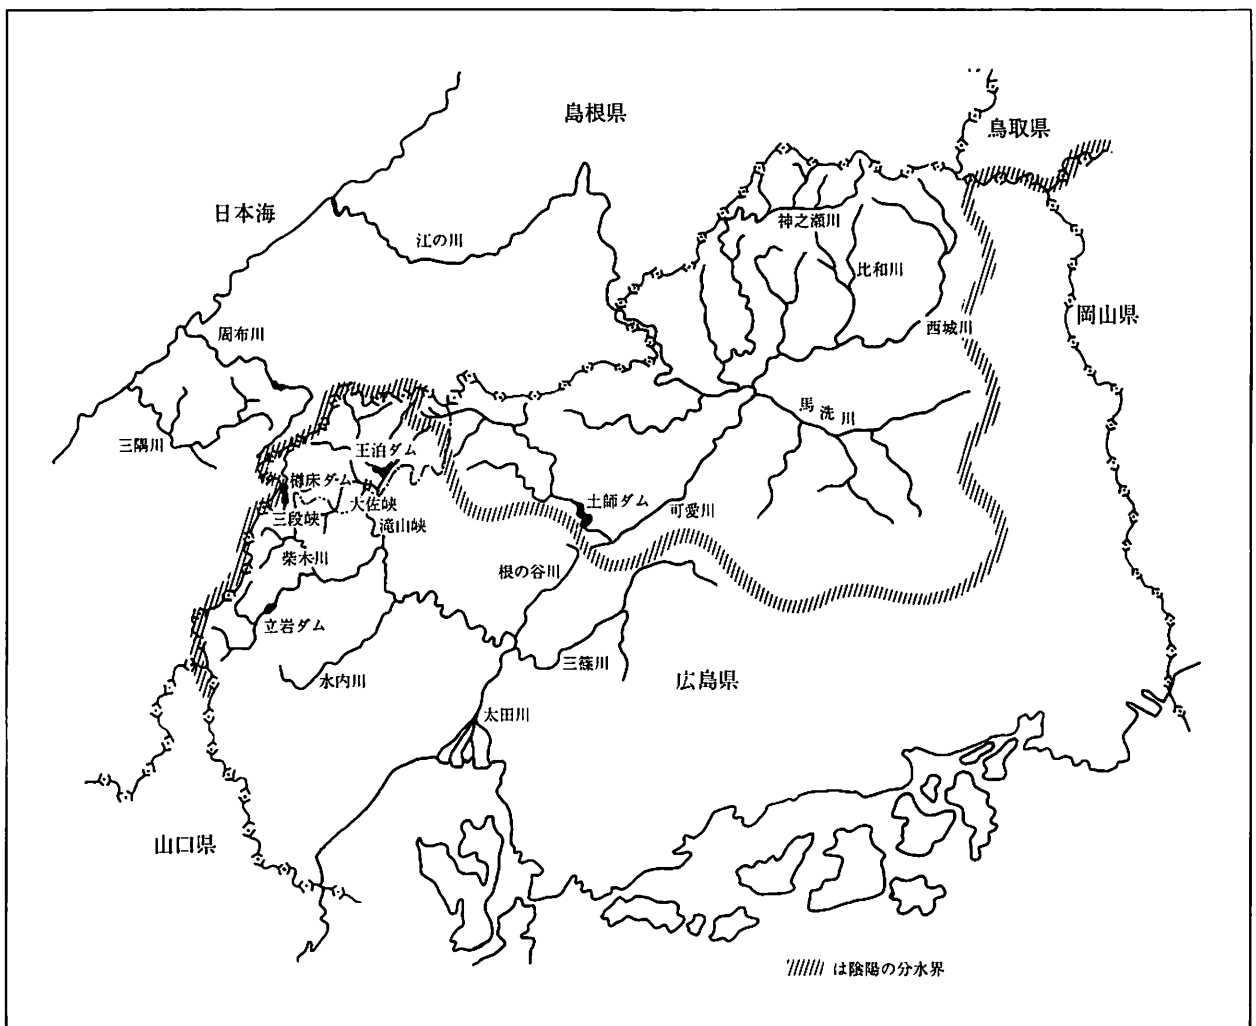 島根県
鳥取県
日本海
江の川
神之瀬川
比和川
岡山県
周布川
西城川
馬洗川
三隅川
王泊ダム
樽床ダム
大佐峡
土師ダム
可愛川
三段峡
滝山峡
柴木川
根の谷川
立岩ダム
三篠川
水内川
広島県
太田川
山口県
は陰陽の分水界